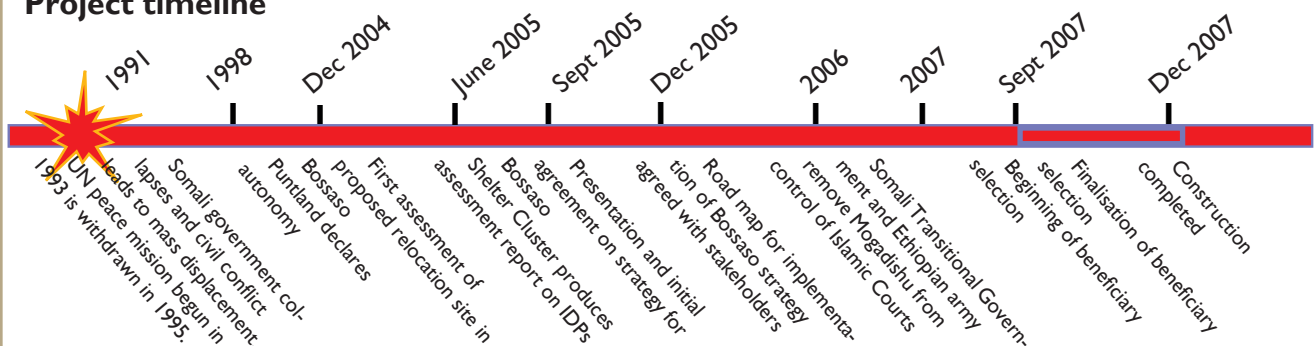 Project timeline
1991
1998
Dec 2004
June 2005
Sept 2005
Dec 2005
2006
2007
Sept 2007
Dec 2007
Somali government col-
lapses and civil conflict
leads to mass displacement
UN peace mission begun in
1993 is withdrawn in 1995.
Puntland declares
autonomy
First assessment of
proposed relocation site in
Bossaso
Shelter Cluster produces
assessment report on IDPs
Presentation and initial
agreement on strategy for
Bossaso
Road map for implementa-
tion of Bossaso strategy
agreed with stakeholders
Somali Transitional Govern-
ment and Ethiopian army
remove Mogadishu from
control of Islamic Courts
Beginning of beneficiary
selection
Finalisation of beneficiary
selection
Construction
completed